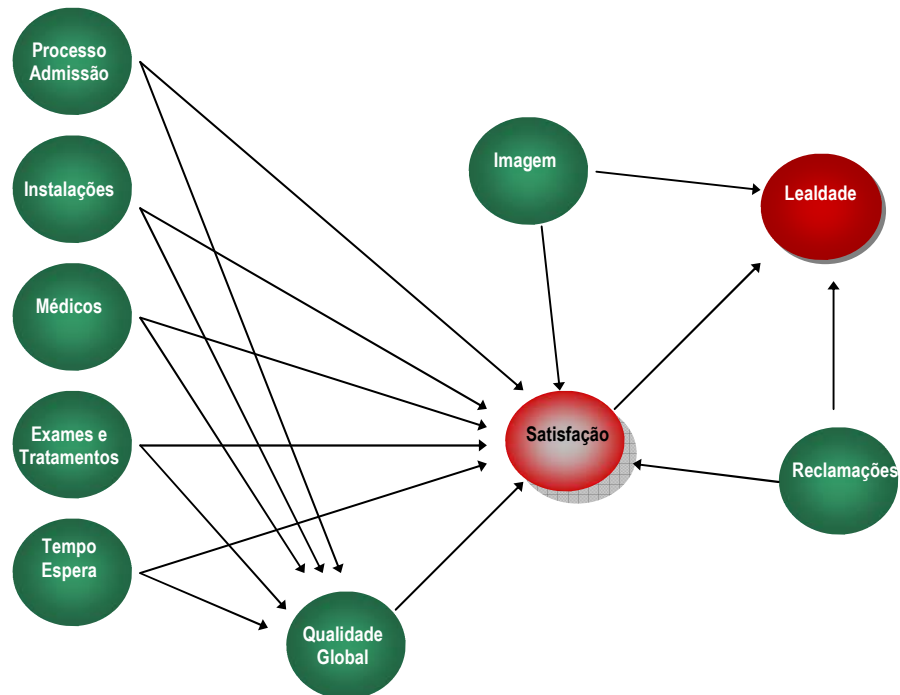 Processo
Admissão
Instalações
Médicos
Exames e
Tratamentos
Tempo
Espera
Imagem
Lealdade
Satisfação
Reclamações
Qualidade
Global